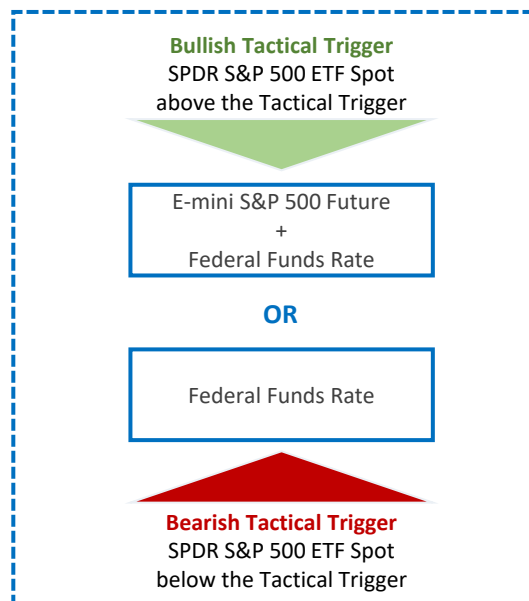 Bullish Tactical Trigger
SPDR S&P 500 ETF Spot
above the Tactical Trigger
E-mini S&P 500 Future
+
Federal Funds Rate
OR
Federal Funds Rate
Bearish Tactical Trigger
SPDR S&P 500 ETF Spot
below the Tactical Trigger